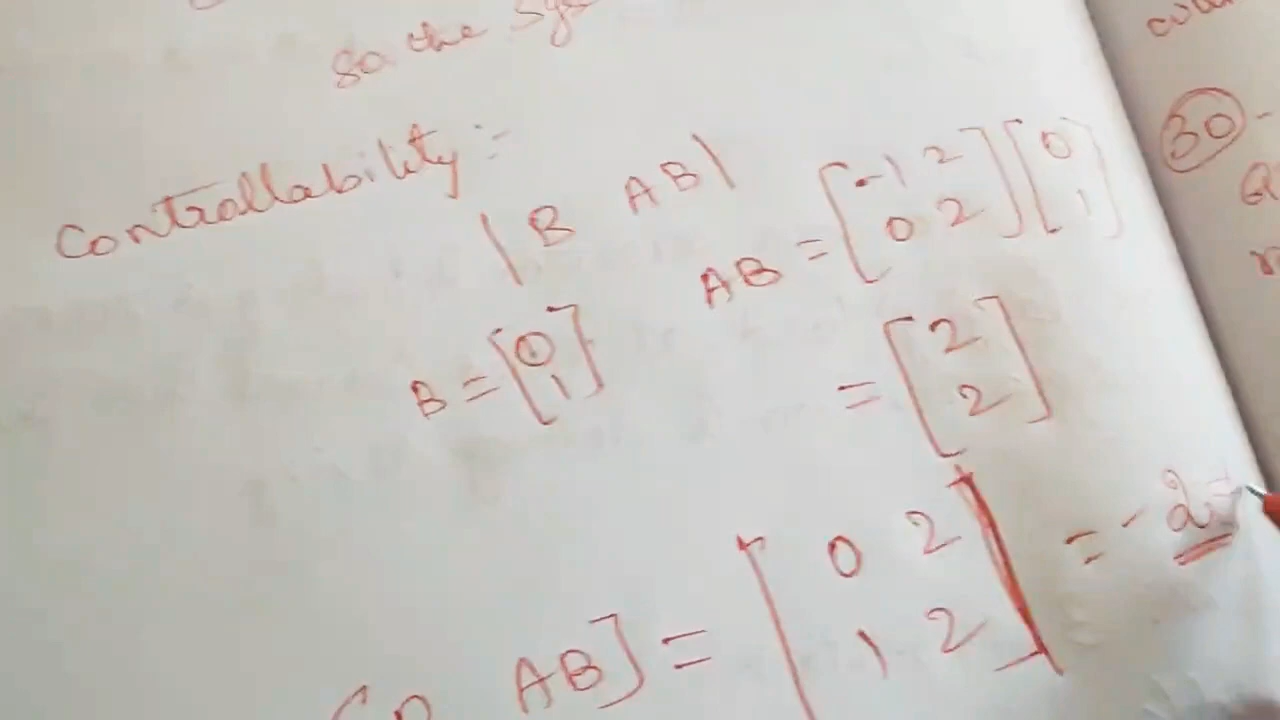 so the
Controllability :-
| B AB |
AB = [-1 2 0 2] [0 1]
B = [0 1]
= [2 2]
AB] = [0 2 1 2] = -2
30 -